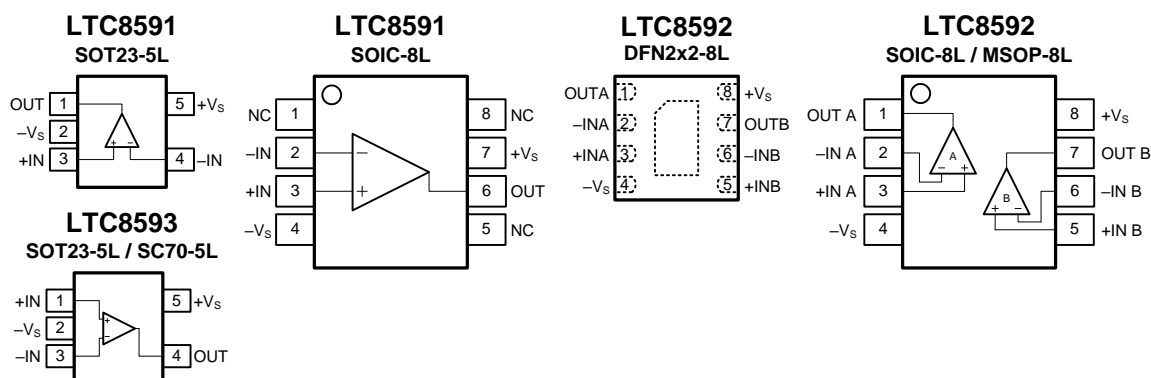 LTC8591
SOT23-5L
OUT 1 5 +VS
–VS 2
+IN 3 4 –IN
+ –
LTC8591
SOIC-8L
NC 1 8 NC
–IN 2 – 7 +VS
+IN 3 + 6 OUT
–VS 4 5 NC
LTC8592
DFN2x2-8L
OUTA 1 8 +VS
–INA 2 7 OUTB
+INA 3 6 –INB
–VS 4 5 +INB
LTC8592
SOIC-8L / MSOP-8L
OUT A 1 8 +VS
–IN A 2 A 7 OUT B
– +
+IN A 3 B 6 –IN B
+ –
–VS 4 5 +IN B
LTC8593
SOT23-5L / SC70-5L
+IN 1 + 5 +VS
–VS 2 –
–IN 3 4 OUT